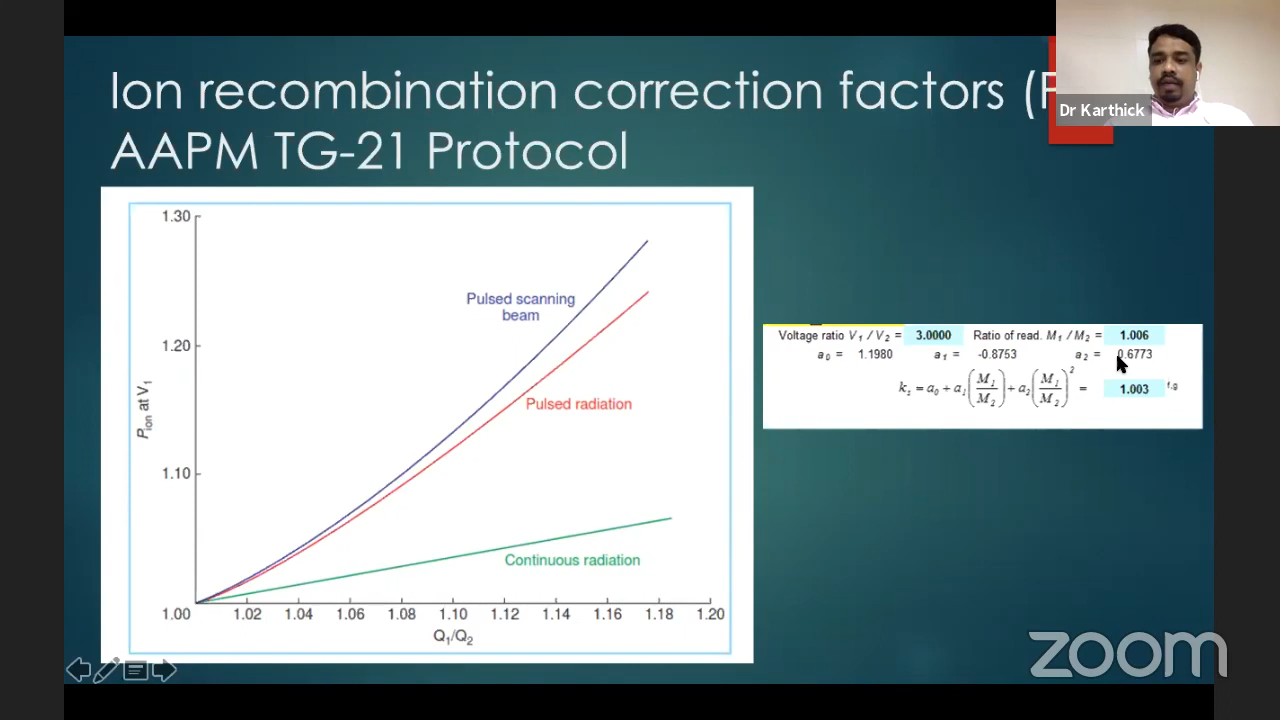 Ion recombination correction factors
AAPM TG-21 Protocol
Dr Karthick
1.30
1.20
1.10
1.00
1.02
1.04
1.06
1.08
1.10
1.12
1.14
1.16
1.18
1.20
Pion at V1
Q1/Q2
Pulsed scanning
beam
Pulsed radiation
Continuous radiation
Voltage ratio V1 / V2 = 3.0000 Ratio of read. M1 / M2 = 1.006
a0 = 1.1980 a1 = -0.8753 a2 = 0.6773
ks = a0 + a1(M1/M2) + a2(M1/M2)2 = 1.003 f,g
zoom